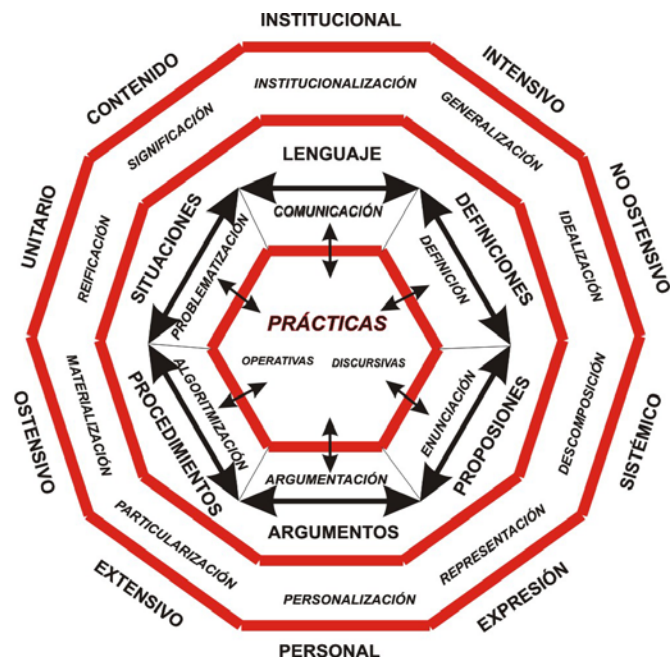 INSTITUCIONAL
CONTENIDO
INTENSIVO
INSTITUCIONALIZACIÓN
SIGNIFICACIÓN
GENERALIZACIÓN
UNITARIO
NO OSTENSIVO
LENGUAJE
REIFICACIÓN
SITUACIONES
COMUNICACIÓN
DEFINICIONES
IDEALIZACIÓN
PROBLEMATIZACIÓN
DEFINICIÓN
PRÁCTICAS
OPERATIVAS
DISCURSIVAS
OSTENSIVO
MATERIALIZACIÓN
PROCEDIMIENTOS
ALGORITMIZACIÓN
ENUNCIACIÓN
PROPOSIONES
DESCOMPOSICIÓN
SISTÉMICO
ARGUMENTACIÓN
ARGUMENTOS
PARTICULARIZACIÓN
REPRESENTACIÓN
EXTENSIVO
PERSONALIZACIÓN
EXPRESIÓN
PERSONAL